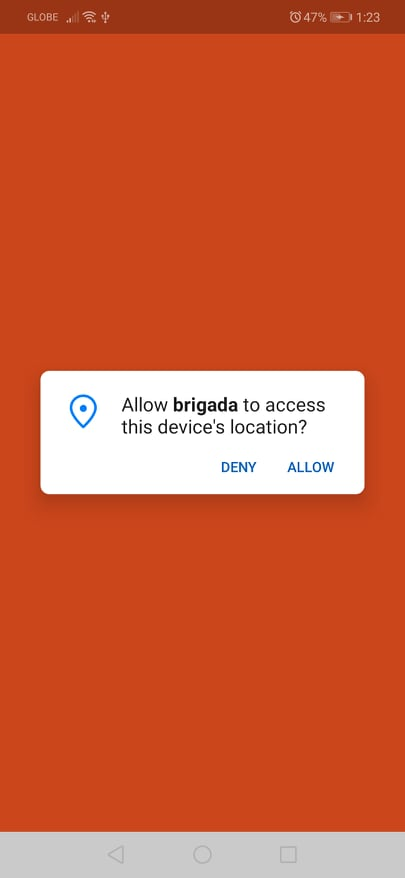 GLOBE 47% 1:23
Allow brigada to access
this device's location?
DENY ALLOW